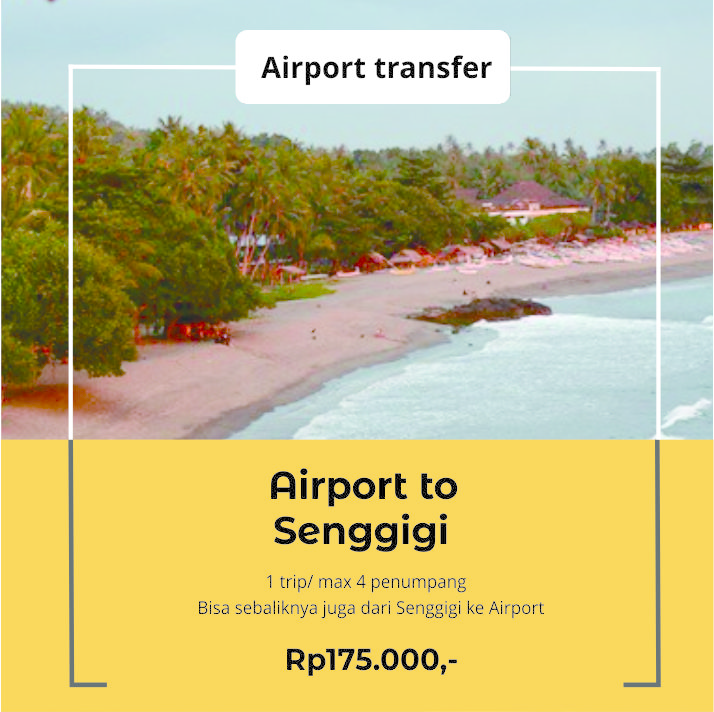 Airport transfer
Airport to
Senggigi
1 trip/ max 4 penumpang
Bisa sebaliknya juga dari Senggigi ke Airport
Rp175.000,-